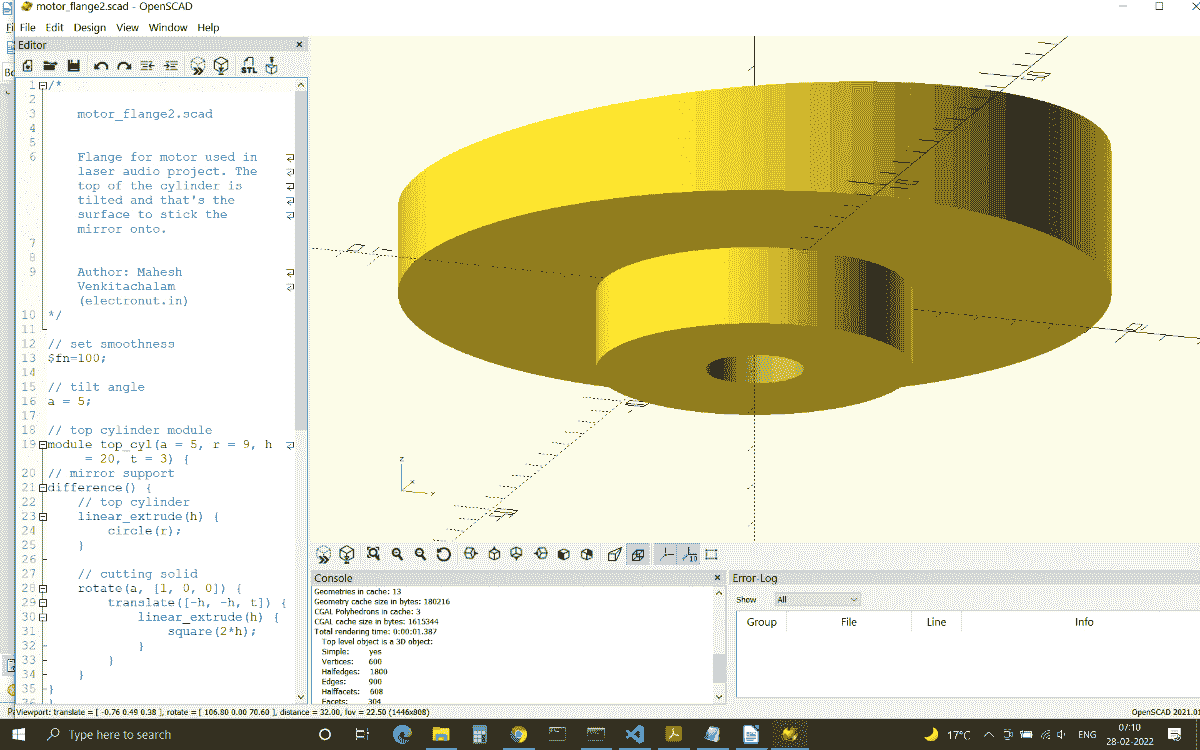 motor_flange2.scad - OpenSCAD
File Edit Design View Window Help
Editor
STL
1 /*
2
3 motor_flange2.scad
4
5
6 Flange for motor used in
laser audio project. The
top of the cylinder is
tilted and that's the
surface to stick the
mirror onto.
7
8
9 Author: Mahesh
Venkitachalam
(electronut.in)
10 */
11
12 // set smoothness
13 $fn=100;
14
15 // tilt angle
16 a = 5;
17
18 // top cylinder module
19 module top_cyl(a = 5, r = 9, h
= 20, t = 3) {
20 // mirror support
21 difference() {
22 // top cylinder
23 linear_extrude(h) {
24 circle(r);
25 }
26
27 // cutting solid
28 rotate(a, [1, 0, 0]) {
29 translate([-h, -h, t]) {
30 linear_extrude(h) {
31 square(2*h);
32 }
33 }
34 }
35 }
z
x
y
10
Console
Geometries in cache: 13
Geometry cache size in bytes: 180216
CGAL Polyhedrons in cache: 3
CGAL cache size in bytes: 1615344
Total rendering time: 0:00:01.387
Top level object is a 3D object:
Simple: yes
Vertices: 600
Halfedges: 1800
Edges: 900
Halffacets: 608
Facets: 304
Error-Log
Show All
Group File Line Info
Viewport: translate = [ -0.76 0.49 0.38 ], rotate = [ 106.80 0.00 70.60 ], distance = 32.00, fov = 22.50 (1446x808)
OpenSCAD 2021.01
Type here to search
17°C
ENG
07:10
28-02-2022